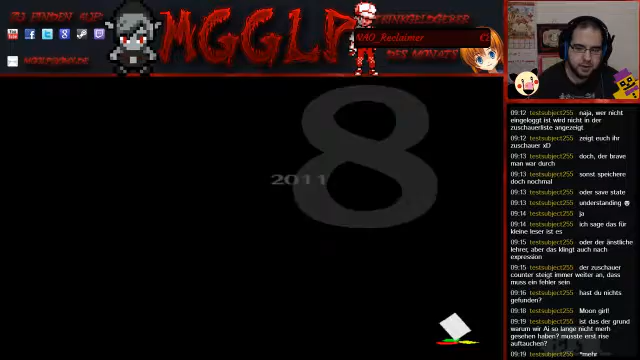 ZU FINDEN AUF
MGGLP
TRINKGELDGEBER
NAO_Reclaimer
DES MONATS
8
2011
09:12 testsubject255 naja, wer nicht
eingeloggt ist wird nicht in der
zuschauerliste angezeigt
09:12 testsubject255 zeigt euch ihr
zuschauer xD
09:13 testsubject255 doch, der brave
man war durch
09:13 testsubject255 sonst speichere
doch nochmal
09:13 testsubject255 oder save state
09:13 testsubject255 understanding
09:14 testsubject255 ja
09:14 testsubject255 ich sage das für
kleine leser ist es
09:15 testsubject255 oder der änstliche
lehrer, aber das klingt auch nach
expression
09:15 testsubject255 der zuschauer
counter steigt immer weiter an, dass
muss ein fehler sein
09:16 testsubject255 hast du nichts
gefunden?
09:18 testsubject255 Moon girl!
09:19 testsubject255 ist das der grund
warum wir Ai so lange nicht merh
gesehen haben? musste erst rise
auftauchen?
09:19 testsubject255 *mehr